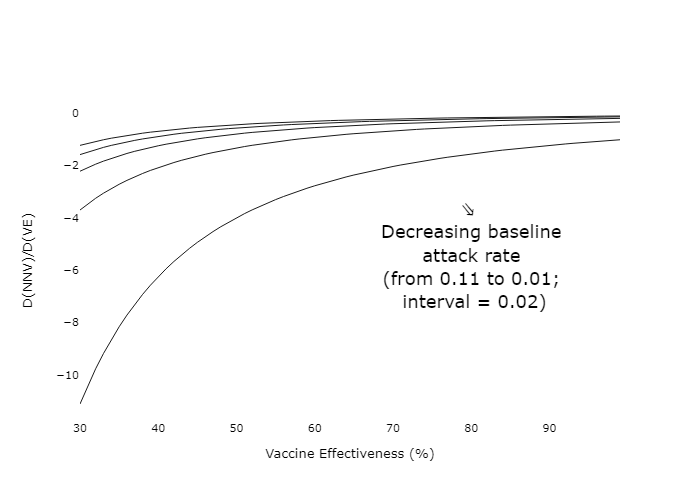 0
−2
−4
−6
−8
−10
D(NNV)/D(VE)
⇘
Decreasing baseline
attack rate
(from 0.11 to 0.01;
interval = 0.02)
30 40 50 60 70 80 90
Vaccine Effectiveness (%)